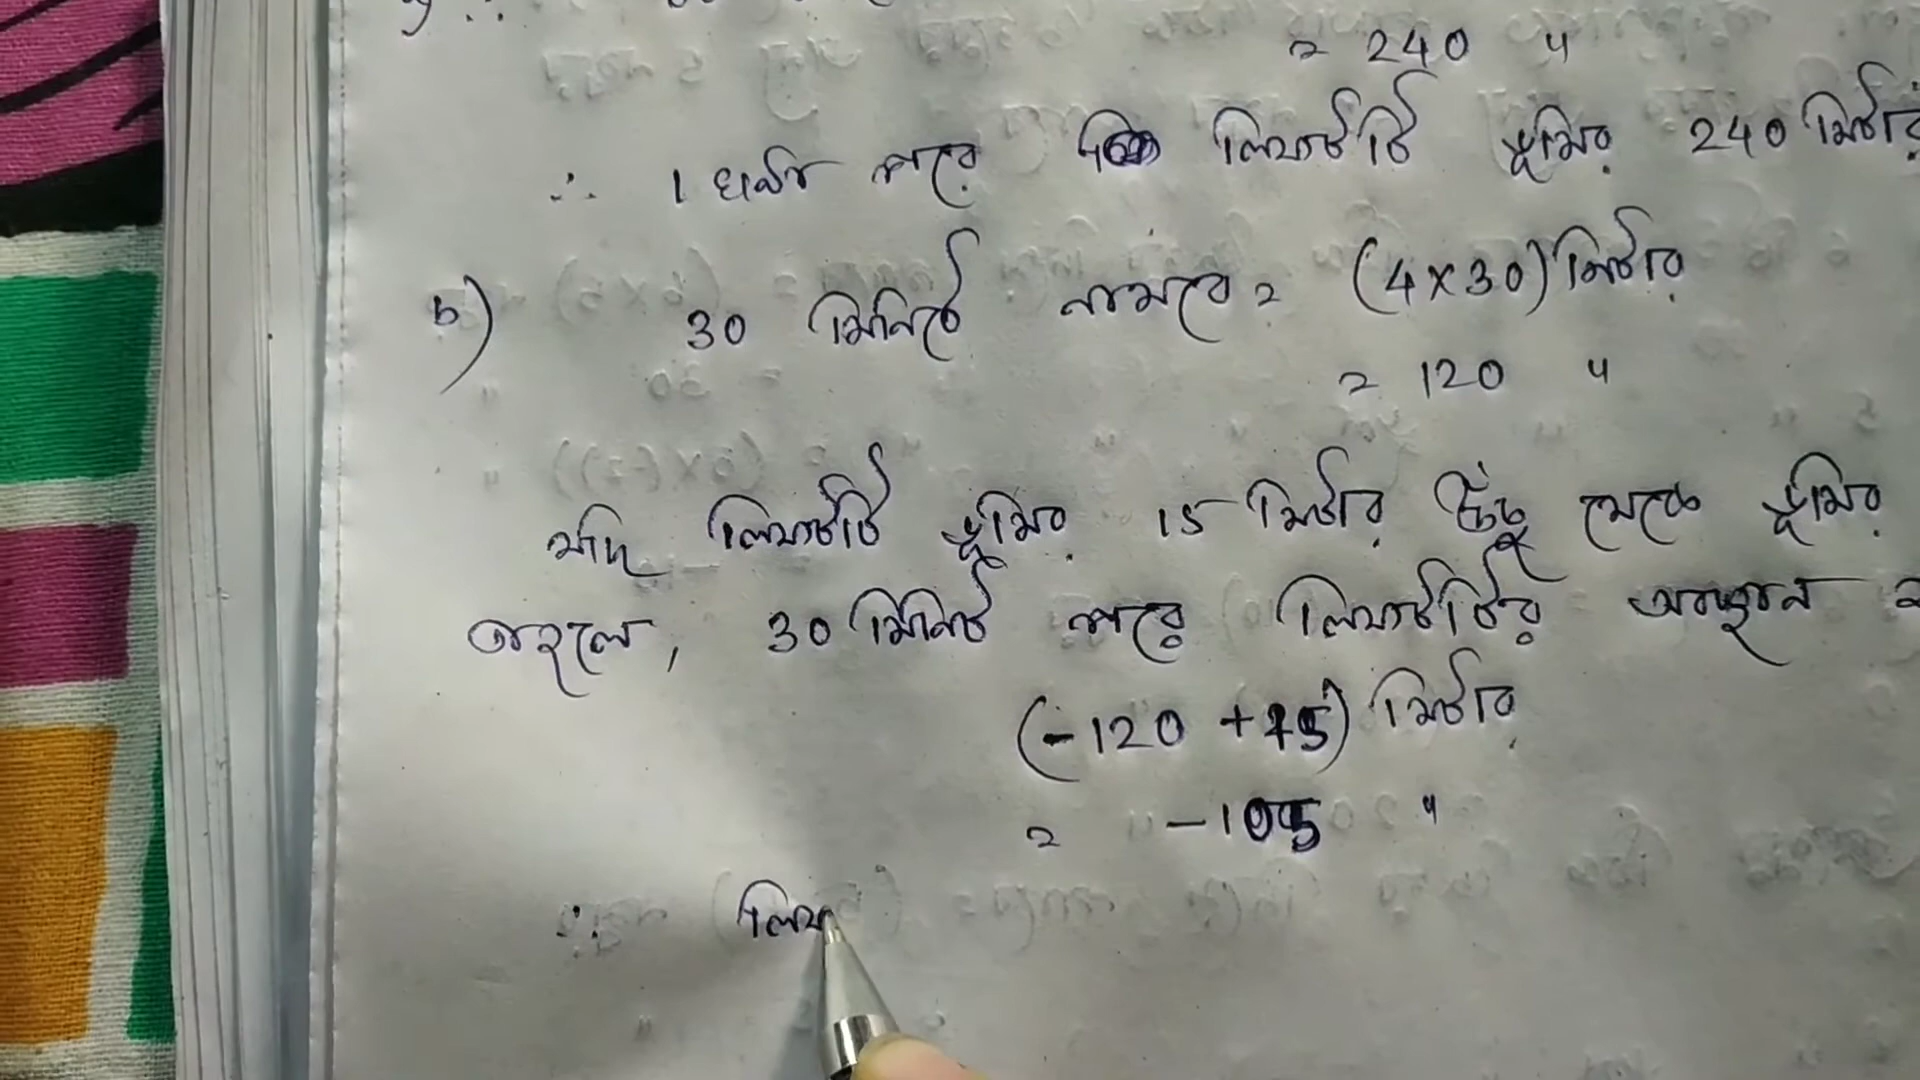 = 240 "
∴ 1 ঘণ্টা পরে লিফটটি ভূমির 240 মিটার
b) 30 মিনিটে নামবে = (4×30) মিটার
= 120 "
যদি লিফটটি ভূমির 15 মিটার উঁচু থেকে ভূমির
তাহলে, 30 মিনিট পরে লিফটটির অবস্থান =
(-120 +15) মিটার
= -105 "
∴ লিফ